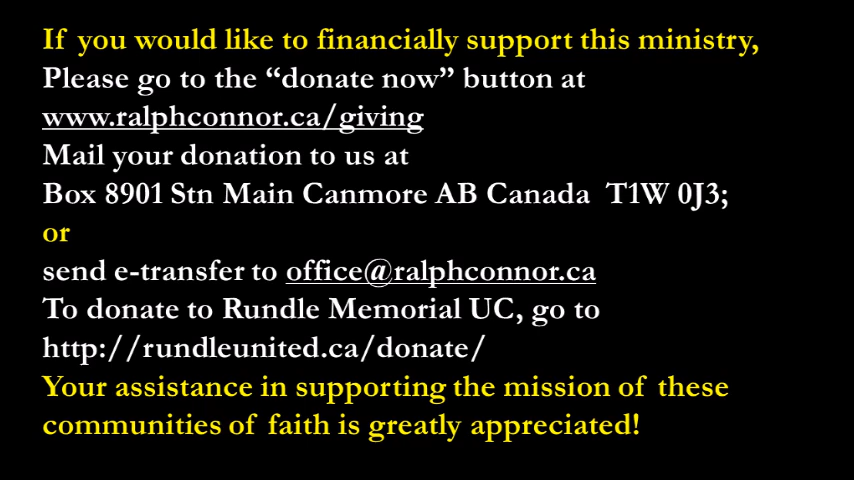 If you would like to financially support this ministry,
Please go to the “donate now” button at
www.ralphconnor.ca/giving
Mail your donation to us at
Box 8901 Stn Main Canmore AB Canada  T1W 0J3;
or
send e-transfer to office@ralphconnor.ca
To donate to Rundle Memorial UC, go to
http://rundleunited.ca/donate/
Your assistance in supporting the mission of these
communities of faith is greatly appreciated!